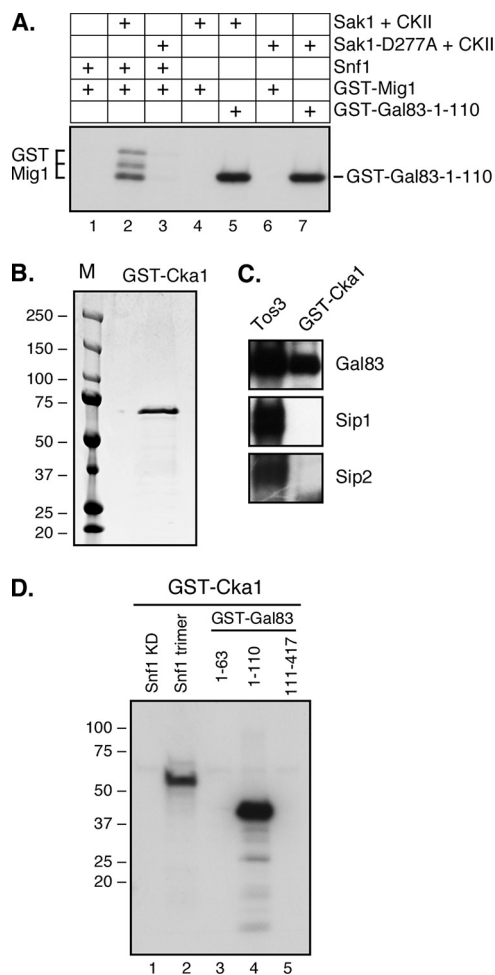 A.
+ + + Sak1 + CKII
+ + + Sak1-D277A + CKII
+ + + Snf1
+ + + + + GST-Mig1
+ + GST-Gal83-1-110
GST
Mig1
GST-Gal83-1-110
1 2 3 4 5 6 7
B.
M GST-Cka1
250
150
100
75
50
37
25
20
C.
Tos3 GST-Cka1
Gal83
Sip1
Sip2
D.
GST-Cka1
GST-Gal83
Snf1 KD Snf1 trimer 1-63 1-110 111-417
100
75
50
37
25
20
1 2 3 4 5